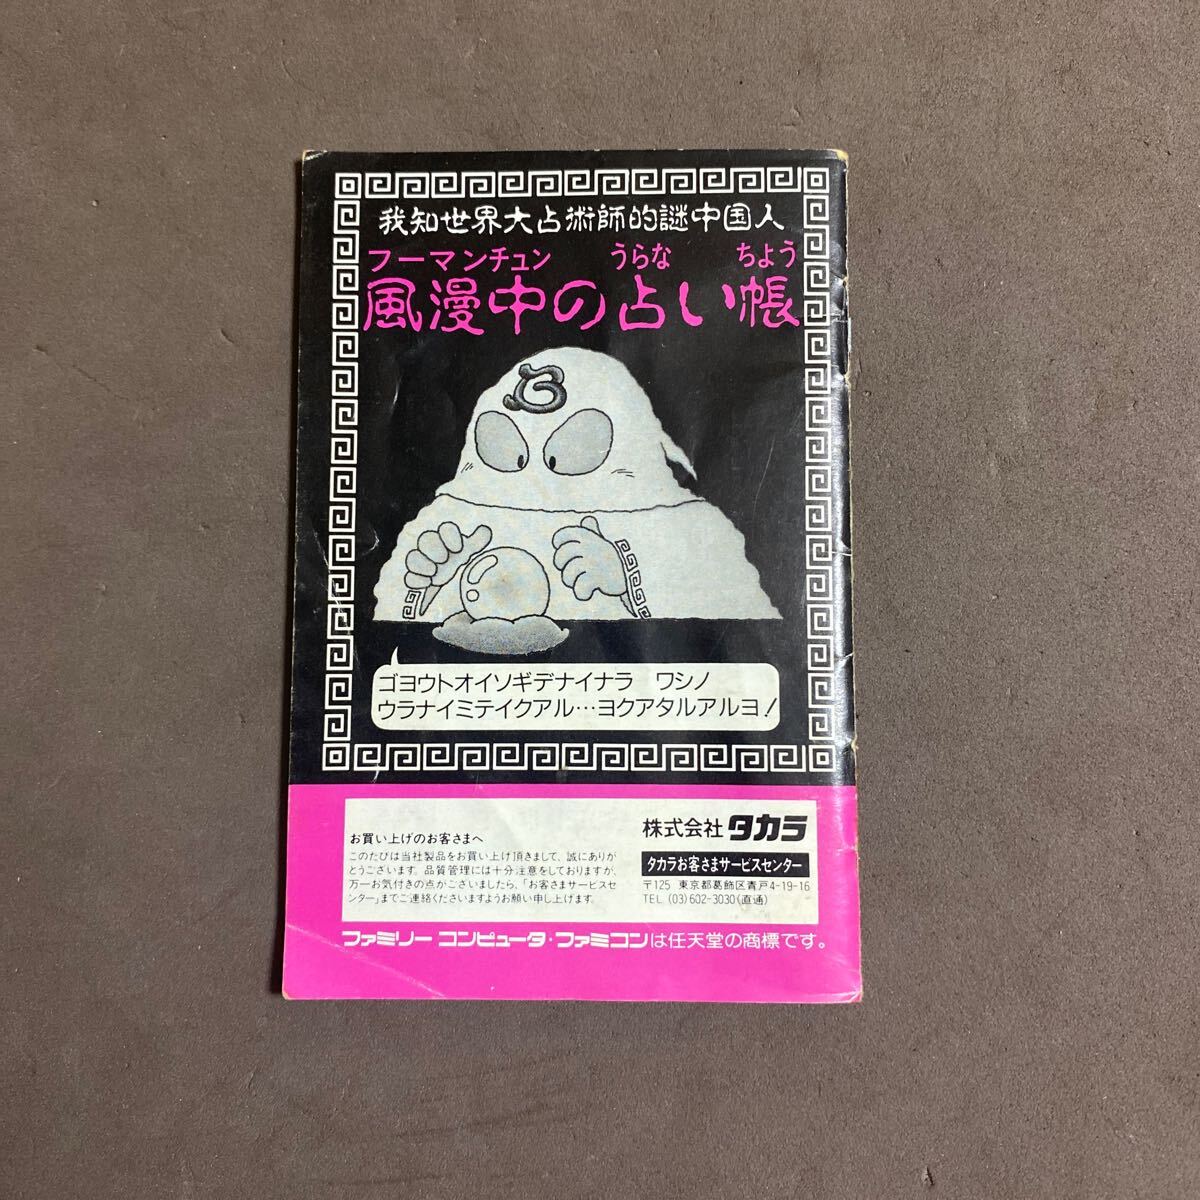 我知世界大占術師的謎中国人
フーマンチュン うらな ちょう
風漫中の占い帳
ゴヨウトオイソギデナイナラ ワシノ
ウラナイミテイクアル…ヨクアタルアルヨ!
お買い上げのお客さまへ
このたびは当社製品をお買い上げ頂きまして、誠にありが
とうございます。品質管理には十分注意をしておりますが、
万一お気付きの点がございましたら、「お客さまサービスセ
ンター」までご連絡くださいますようお願い申し上げます。
株式会社 タカラ
タカラお客さまサービスセンター
〒125 東京都葛飾区青戸4-19-16
TEL (03)602-3030(直通)
ファミリー コンピュータ・ファミコンは任天堂の商標です。